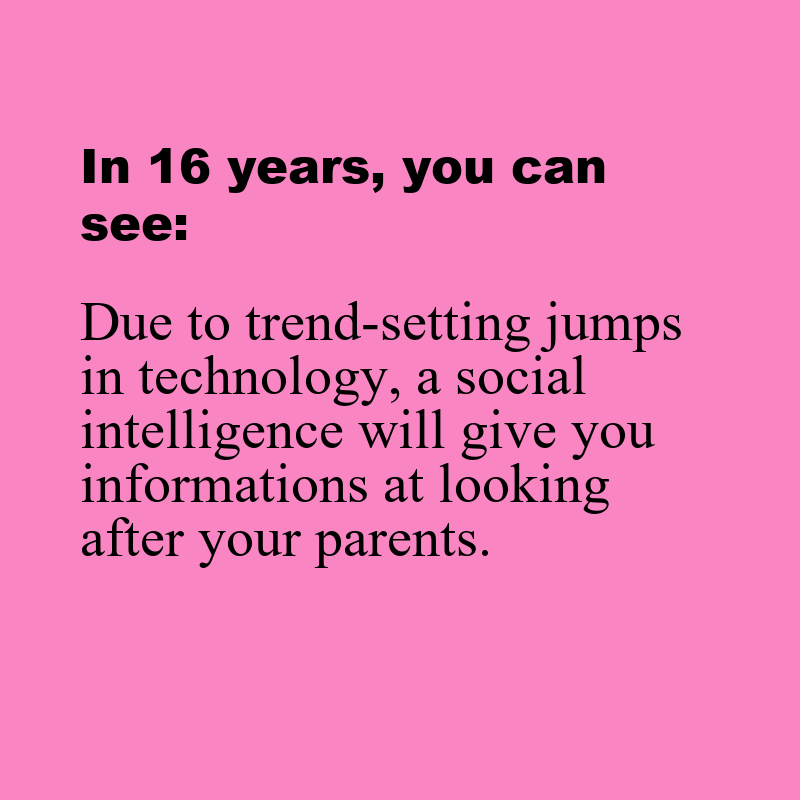 In 16 years, you can
see:
Due to trend-setting jumps
in technology, a social
intelligence will give you
informations at looking
after your parents.